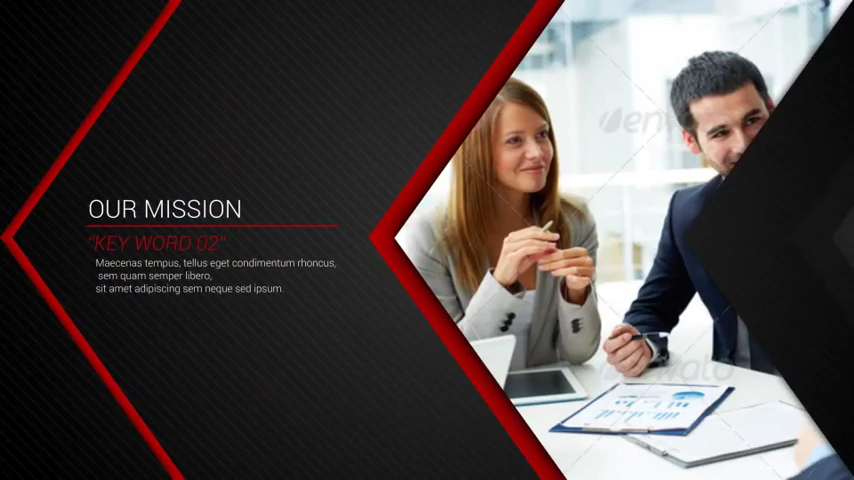 OUR MISSION
"KEY WORD 02"
Maecenas tempus, tellus eget condimentum rhoncus,
sem quam semper libero,
sit amet adipiscing sem neque sed ipsum.